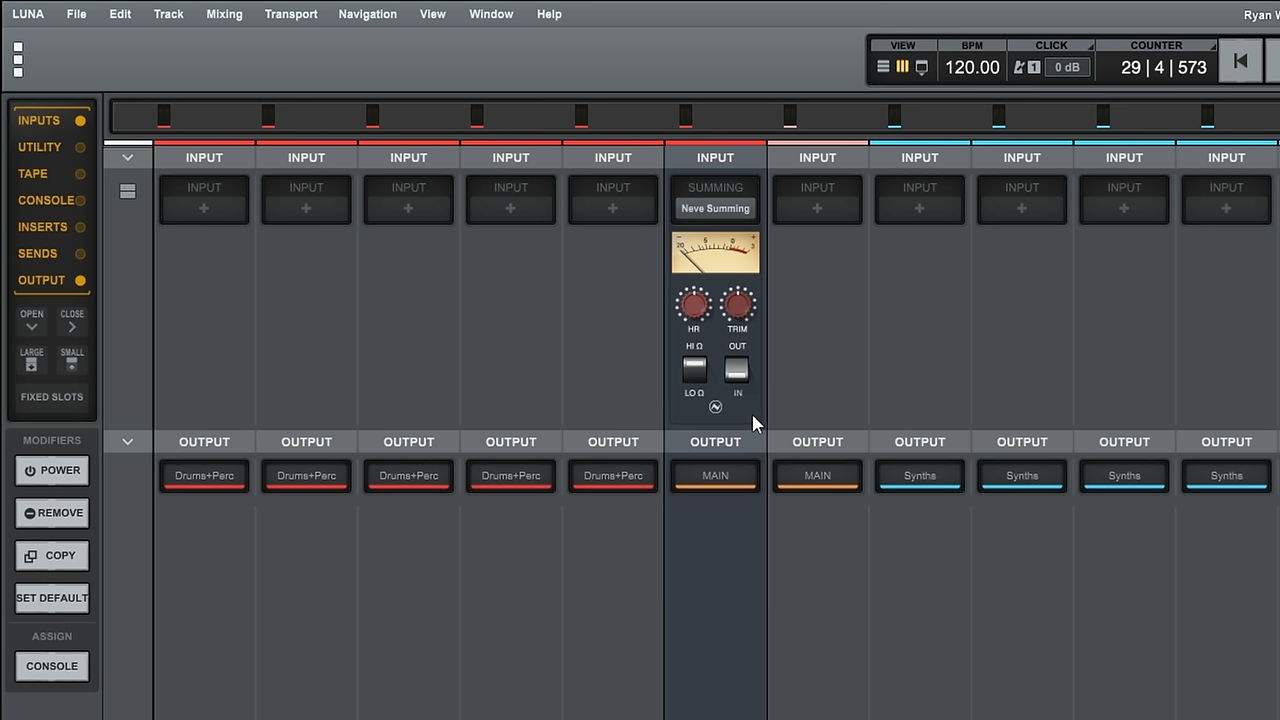 LUNA File Edit Track Mixing Transport Navigation View Window Help Ryan W
VIEW BPM CLICK COUNTER
120.00 1 0 dB 29 | 4 | 573
INPUTS
UTILITY
TAPE
CONSOLE
INSERTS
SENDS
OUTPUT
OPEN CLOSE
LARGE SMALL
FIXED SLOTS
MODIFIERS
POWER
REMOVE
COPY
SET DEFAULT
ASSIGN
CONSOLE
INPUT INPUT INPUT INPUT INPUT INPUT INPUT INPUT INPUT INPUT INPUT
INPUT INPUT INPUT INPUT INPUT SUMMING INPUT INPUT INPUT INPUT INPUT
+ + + + + Neve Summing + + + + +
- +
20 5 0 3
HR TRIM
HI Ω OUT
LO Ω IN
OUTPUT OUTPUT OUTPUT OUTPUT OUTPUT OUTPUT OUTPUT OUTPUT OUTPUT OUTPUT OUTPUT
Drums+Perc Drums+Perc Drums+Perc Drums+Perc Drums+Perc MAIN MAIN Synths Synths Synths Synths